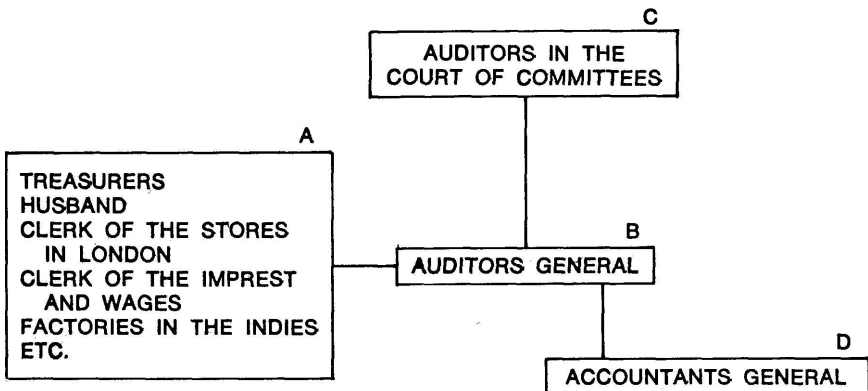 C
AUDITORS IN THE
COURT OF COMMITTEES
A
TREASURERS
HUSBAND
CLERK OF THE STORES
IN LONDON
CLERK OF THE IMPREST
AND WAGES
FACTORIES IN THE INDIES
ETC.
B
AUDITORS GENERAL
D
ACCOUNTANTS GENERAL